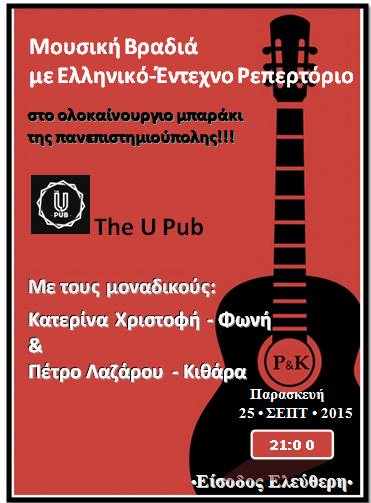 Μουσική Βραδιά
με Ελληνικό-Έντεχνο Ρεπερτόριο
στο ολοκαίνουργιο μπαράκι
της πανεπιστημιούπολης!!!
U
PUB
The U Pub
Με τους μοναδικούς:
Κατερίνα Χριστοφή - Φωνή
&
Πέτρο Λαζάρου - Κιθάρα
P&K
Παρασκευή
25 • ΣΕΠΤ • 2015
21:0 0
•Είσοδος Ελεύθερη•